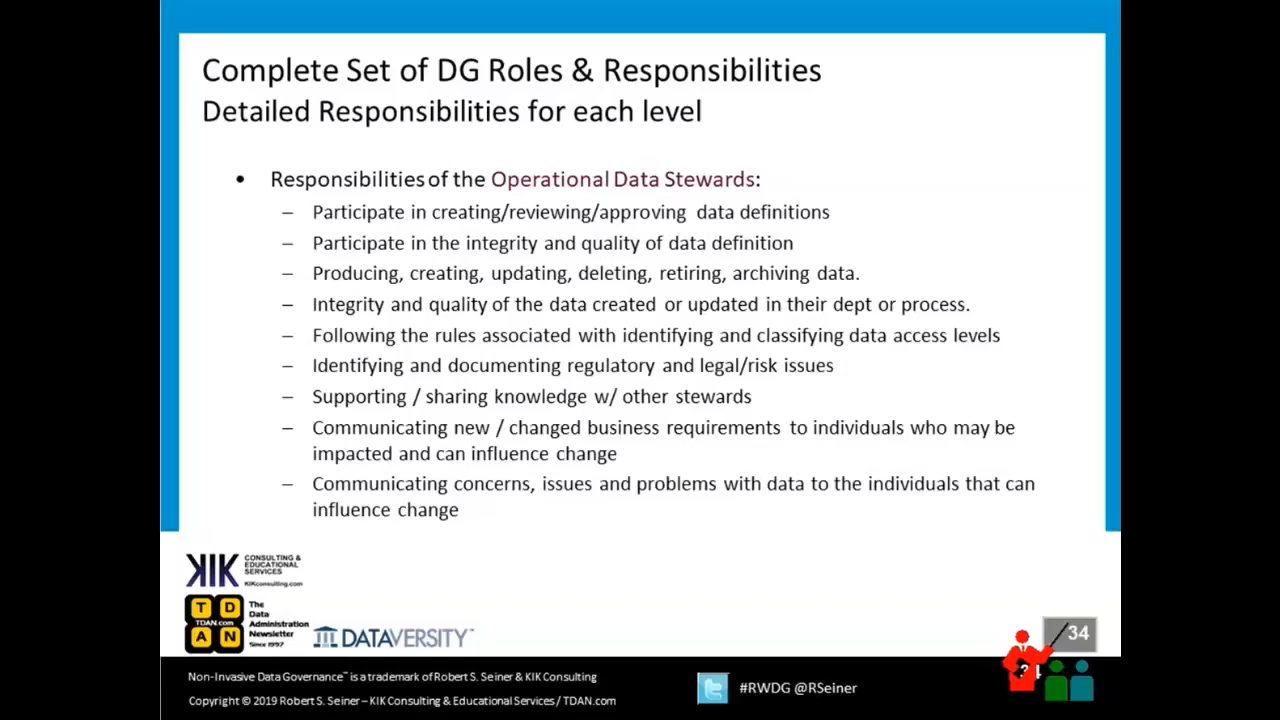 Complete Set of DG Roles & Responsibilities
Detailed Responsibilities for each level
• Responsibilities of the Operational Data Stewards:
– Participate in creating/reviewing/approving data definitions
– Participate in the integrity and quality of data definition
– Producing, creating, updating, deleting, retiring, archiving data.
– Integrity and quality of the data created or updated in their dept or process.
– Following the rules associated with identifying and classifying data access levels
– Identifying and documenting regulatory and legal/risk issues
– Supporting / sharing knowledge w/ other stewards
– Communicating new / changed business requirements to individuals who may be
impacted and can influence change
– Communicating concerns, issues and problems with data to the individuals that can
influence change
KIK
CONSULTING &
EDUCATIONAL
SERVICES
KIKconsulting.com
T D
TDAN.com
A N
The
Data
Administration
Newsletter
Since 1997
DATAVERSITY™
34
Non-Invasive Data Governance™ is a trademark of Robert S. Seiner & KIK Consulting
Copyright © 2019 Robert S. Seiner – KIK Consulting & Educational Services / TDAN.com
#RWDG @RSeiner